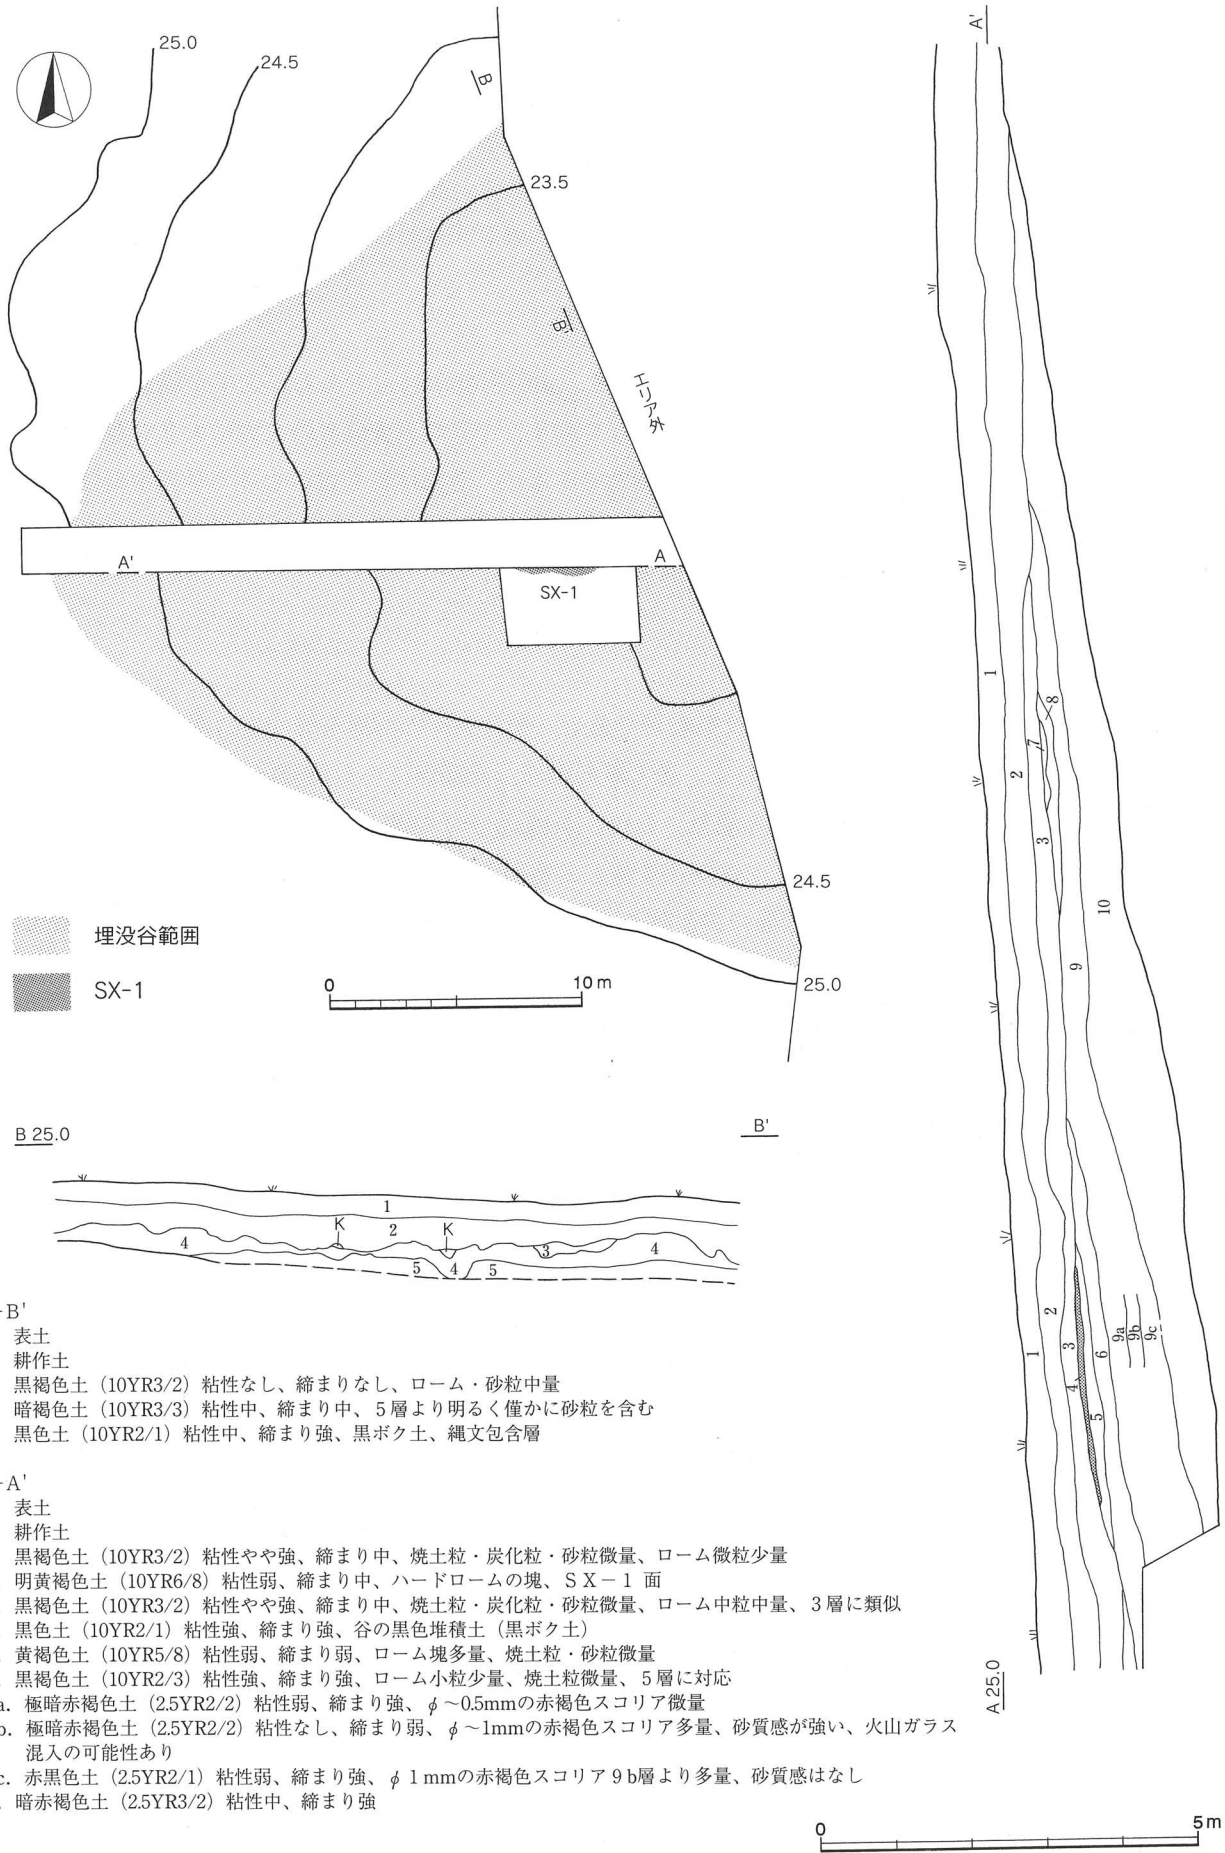 25.0
24.5
B
23.5
B'
エリア外
A'
A
SX-1
24.5
25.0
埋没谷範囲
SX-1
0 10m
B 25.0
B'
1
2
K
K
3
4
4
5
4
5
-B'
表土
耕作土
黒褐色土（10YR3/2）粘性なし、締まりなし、ローム・砂粒中量
暗褐色土（10YR3/3）粘性中、締まり中、5層より明るく僅かに砂粒を含む
黒色土（10YR2/1）粘性中、締まり強、黒ボク土、縄文包含層
-A'
表土
耕作土
黒褐色土（10YR3/2）粘性やや強、締まり中、焼土粒・炭化粒・砂粒微量、ローム微粒少量
明黄褐色土（10YR6/8）粘性弱、締まり中、ハードロームの塊、ＳＸ－１ 面
黒褐色土（10YR3/2）粘性やや強、締まり中、焼土粒・炭化粒・砂粒微量、ローム中粒中量、３層に類似
黒色土（10YR2/1）粘性強、締まり強、谷の黒色堆積土（黒ボク土）
黄褐色土（10YR5/8）粘性弱、締まり弱、ローム塊多量、焼土粒・砂粒微量
黒褐色土（10YR2/3）粘性強、締まり強、ローム小粒少量、焼土粒微量、５層に対応
a. 極暗赤褐色土（2.5YR2/2）粘性弱、締まり強、φ～0.5mmの赤褐色スコリア微量
b. 極暗赤褐色土（2.5YR2/2）粘性なし、締まり弱、φ～1mmの赤褐色スコリア多量、砂質感が強い、火山ガラス
混入の可能性あり
c. 赤黒色土（2.5YR2/1）粘性弱、締まり強、φ１mmの赤褐色スコリア９b層より多量、砂質感はなし
暗赤褐色土（2.5YR3/2）粘性中、締まり強
A'
1
8
7
2
3
10
9
2
9a
9b
9c
1
3
6
4
5
A 25.0
0 5m